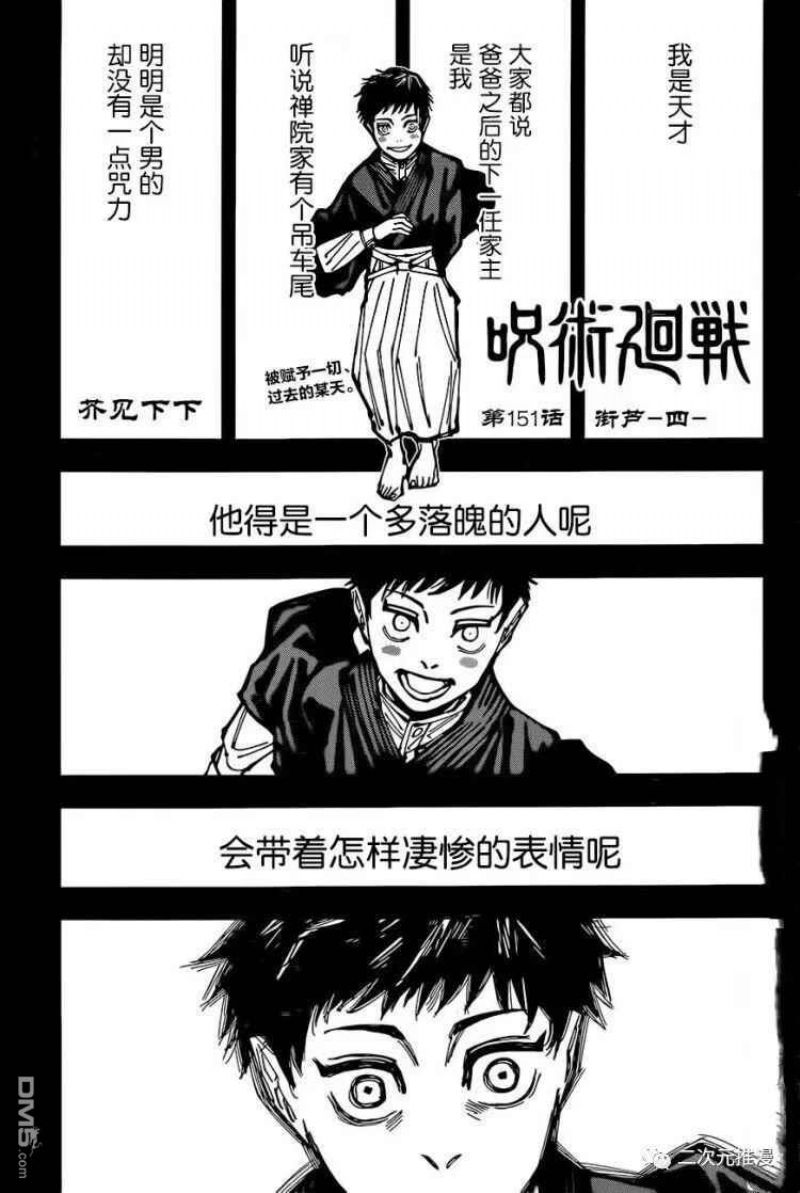 我是天才
大家都说
爸爸之后的下一任家主
是我
听说禅院家有个吊车尾
明明是个男的
却没有一点咒力
呪術廻戦
第151话 衔芦-四-
被赋予一切、
过去的某天。
芥见下下
他得是一个多落魄的人呢
会带着怎样凄惨的表情呢
DM5.com
二次元推漫